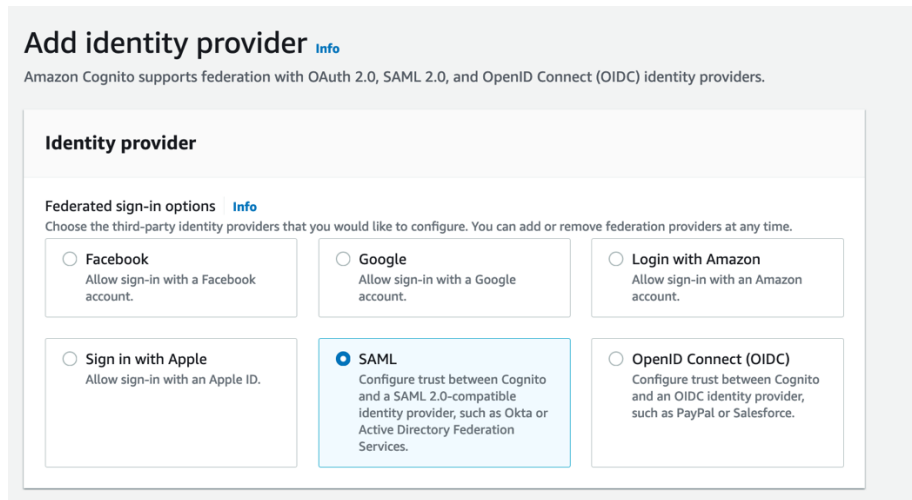 Add identity provider Info
Amazon Cognito supports federation with OAuth 2.0, SAML 2.0, and OpenID Connect (OIDC) identity providers.
Identity provider
Federated sign-in options Info
Choose the third-party identity providers that you would like to configure. You can add or remove federation providers at any time.
Facebook
Allow sign-in with a Facebook
account.
Google
Allow sign-in with a Google
account.
Login with Amazon
Allow sign-in with an Amazon
account.
Sign in with Apple
Allow sign-in with an Apple ID.
SAML
Configure trust between Cognito
and a SAML 2.0-compatible
identity provider, such as Okta or
Active Directory Federation
Services.
OpenID Connect (OIDC)
Configure trust between Cognito
and an OIDC identity provider,
such as PayPal or Salesforce.